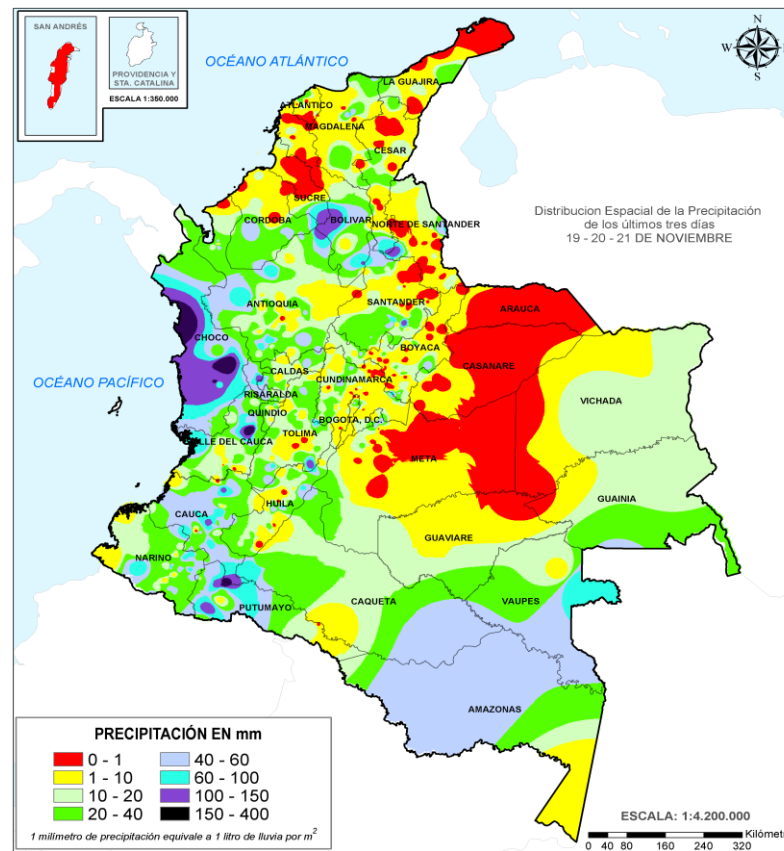 SAN ANDRÉS
PROVIDENCIA Y
STA. CATALINA
ESCALA 1:350.000
OCÉANO ATLÁNTICO
N
W E
S
LA GUAJIRA
ATLANTICO
MAGDALENA
CESAR
SUCRE
CORDOBA
BOLIVAR
NORTE DE SANTANDER
Distribucion Espacial de la Precipitación
de los últimos tres días
19 - 20 - 21 DE NOVIEMBRE
ANTIOQUIA
SANTANDER
ARAUCA
CHOCO
BOYACA
CASANARE
OCÉANO PACÍFICO
CALDAS
CUNDINAMARCA
RISARALDA
VICHADA
QUINDIO
BOGOTA, D.C.
TOLIMA
VALLE DEL CAUCA
META
GUAINIA
HUILA
CAUCA
GUAVIARE
NARINO
CAQUETA
VAUPES
PUTUMAYO
AMAZONAS
PRECIPITACIÓN EN mm
0 - 1
40 - 60
1 - 10
60 - 100
10 - 20
100 - 150
20 - 40
150 - 400
1 milímetro de precipitación equivale a 1 litro de lluvia por m2
ESCALA: 1:4.200.000
Kilómet
0 40 80 160 240 320